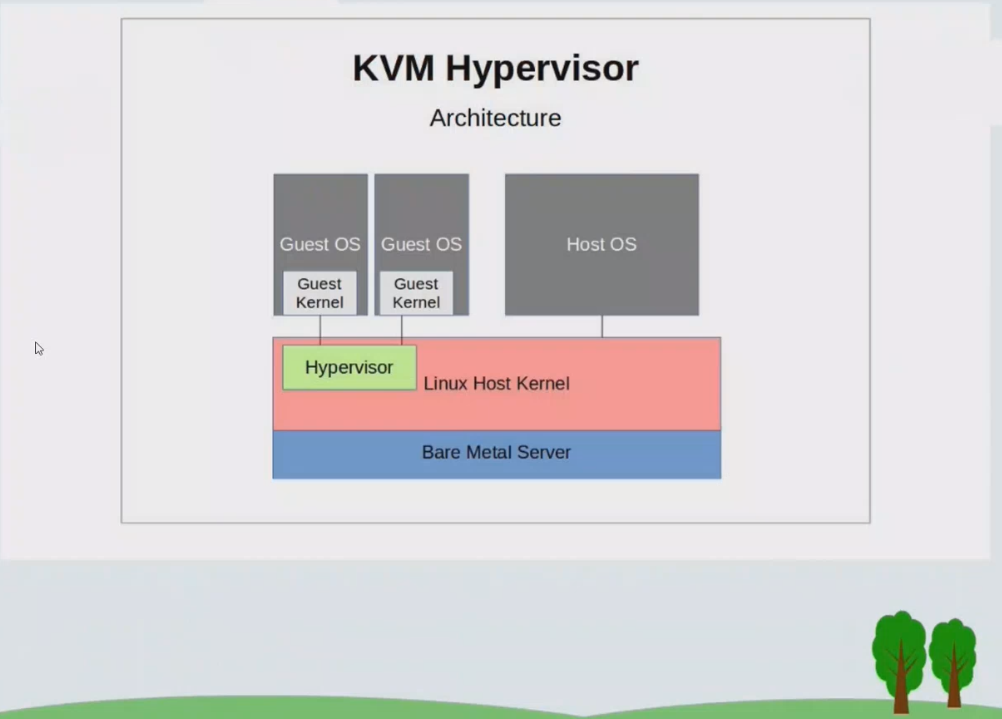 KVM Hypervisor
Architecture
Guest OS
Guest OS
Host OS
Guest
Kernel
Guest
Kernel
Hypervisor
Linux Host Kernel
Bare Metal Server